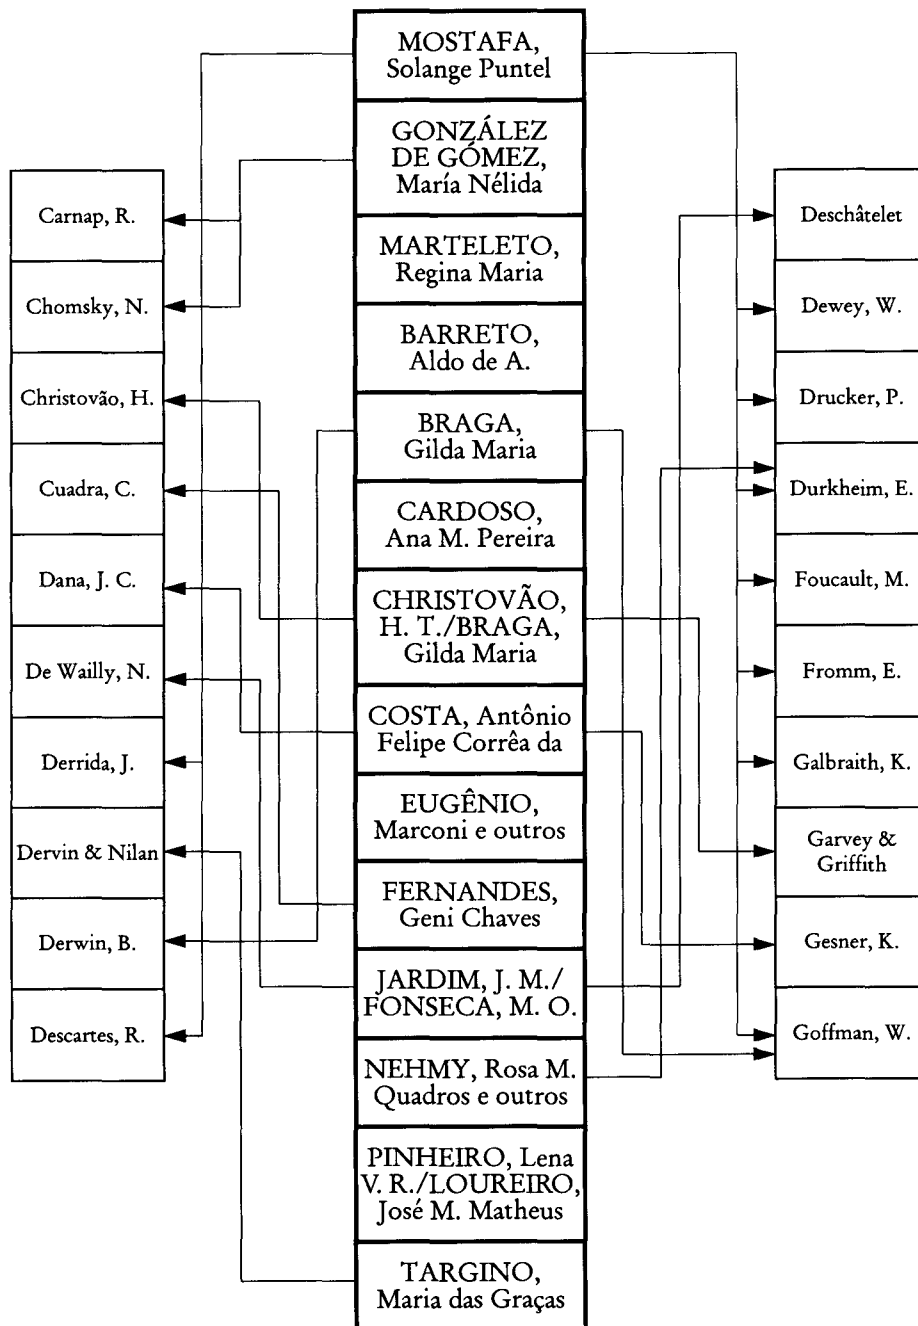 MOSTAFA,
Solange Puntel
GONZÁLEZ
DE GÓMEZ,
María Nélida
MARTELETO,
Regina Maria
BARRETO,
Aldo de A.
BRAGA,
Gilda Maria
CARDOSO,
Ana M. Pereira
CHRISTOVÃO,
H. T./BRAGA,
Gilda Maria
COSTA, Antônio
Felipe Corrêa da
EUGÊNIO,
Marconi e outros
FERNANDES,
Geni Chaves
JARDIM, J. M./
FONSECA, M. O.
NEHMY, Rosa M.
Quadros e outros
PINHEIRO, Lena
V. R./LOUREIRO,
José M. Matheus
TARGINO,
Maria das Graças
Carnap, R.
Chomsky, N.
Christovão, H.
Cuadra, C.
Dana, J. C.
De Wailly, N.
Derrida, J.
Dervin & Nilan
Derwin, B.
Descartes, R.
Deschâtelet
Dewey, W.
Drucker, P.
Durkheim, E.
Foucault, M.
Fromm, E.
Galbraith, K.
Garvey &
Griffith
Gesner, K.
Goffman, W.